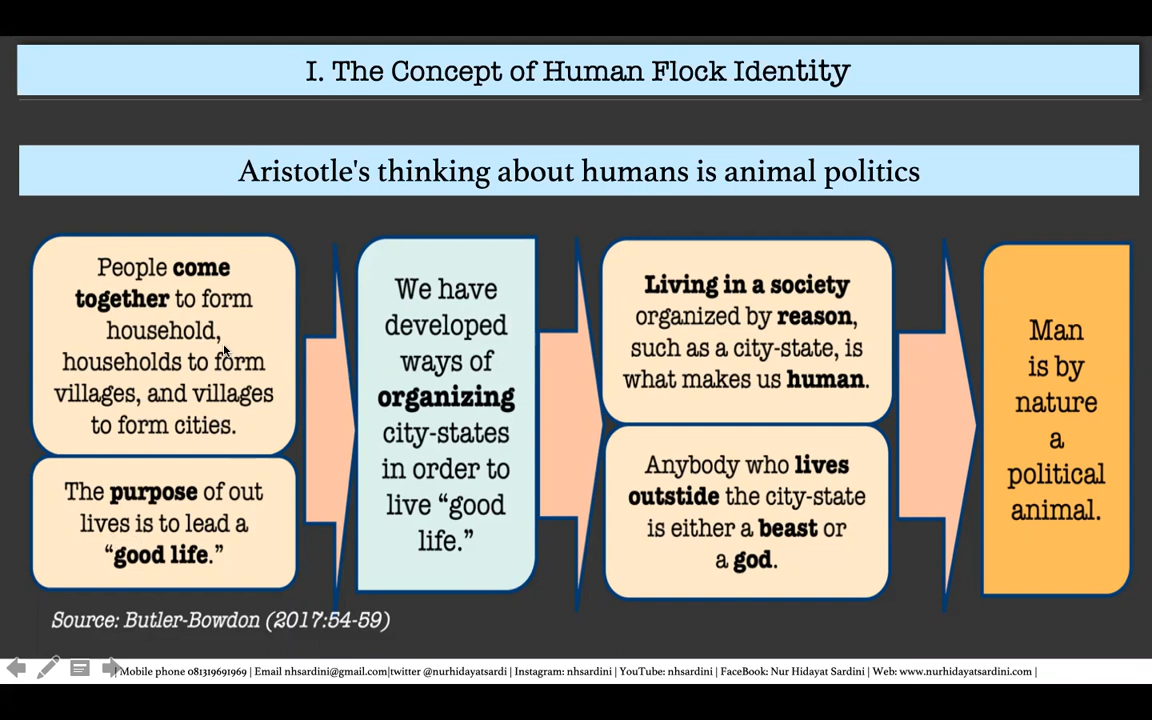 I. The Concept of Human Flock Identity
Aristotle's thinking about humans is animal politics
People come
together to form
household,
households to form
villages, and villages
to form cities.
The purpose of out
lives is to lead a
“good life.”
We have
developed
ways of
organizing
city-states
in order to
live “good
life.”
Living in a society
organized by reason,
such as a city-state, is
what makes us human.
Anybody who lives
outstide the city-state
is either a beast or
a god.
Man
is by
nature
a
political
animal.
Source: Butler-Bowdon (2017:54-59)
| Mobile phone 081319691969 | Email nhsardini@gmail.com|twitter @nurhidayatsardi | Instagram: nhsardini | YouTube: nhsardini | FaceBook: Nur Hidayat Sardini | Web: www.nurhidayatsardini.com |